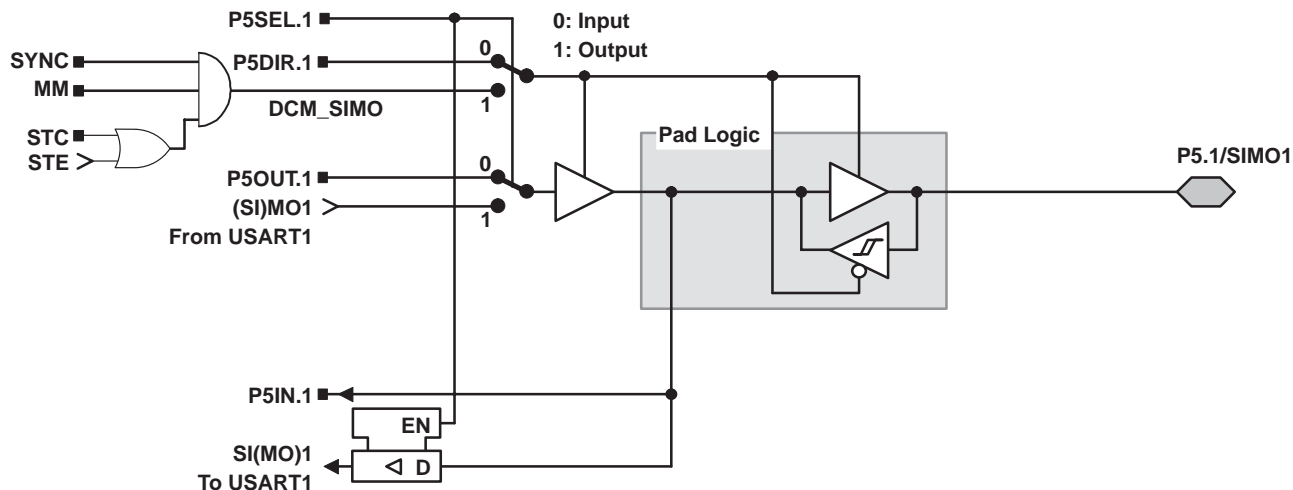 P5SEL.1
0: Input
1: Output
SYNC
MM
STC
STE
P5DIR.1
0
1
DCM_SIMO
Pad Logic
P5.1/SIMO1
P5OUT.1
0
(SI)MO1
1
From USART1
P5IN.1
EN
SI(MO)1
D
To USART1